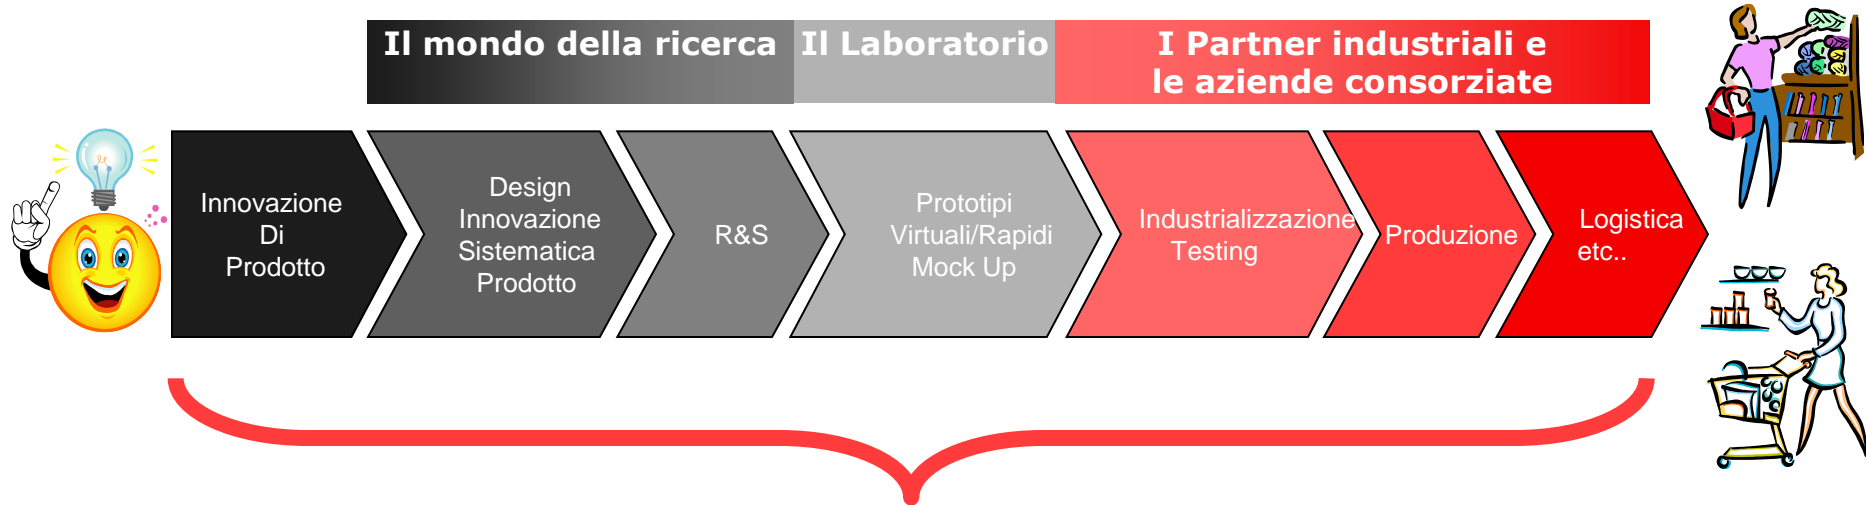 Il mondo della ricerca
Il Laboratorio
I Partner industriali e
le aziende consorziate
Innovazione
Di
Prodotto
Design
Innovazione
Sistematica
Prodotto
R&S
Prototipi
Virtuali/Rapidi
Mock Up
Industrializzazione
Testing
Produzione
Logistica
etc..